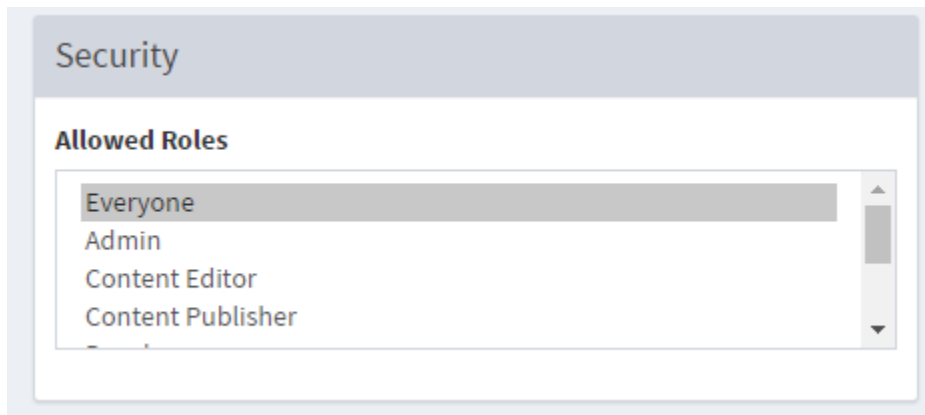 Security
Allowed Roles
Everyone
Admin
Content Editor
Content Publisher